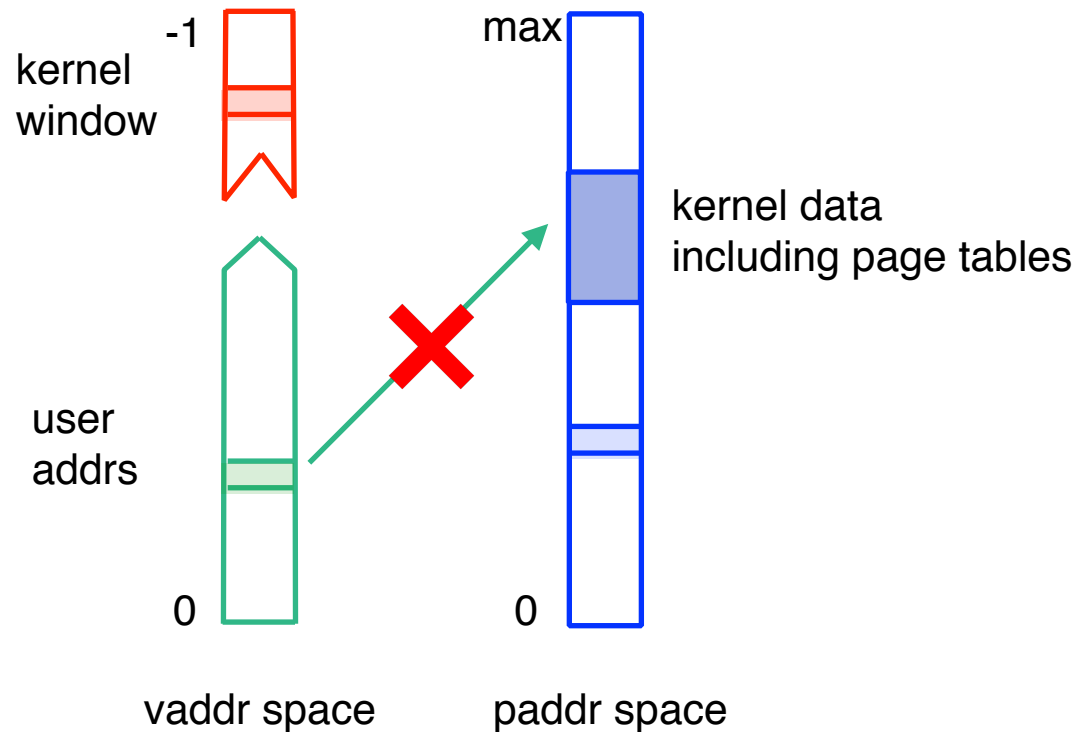 -1
max
kernel
window
kernel data
including page tables
user
addrs
0
0
vaddr space
paddr space